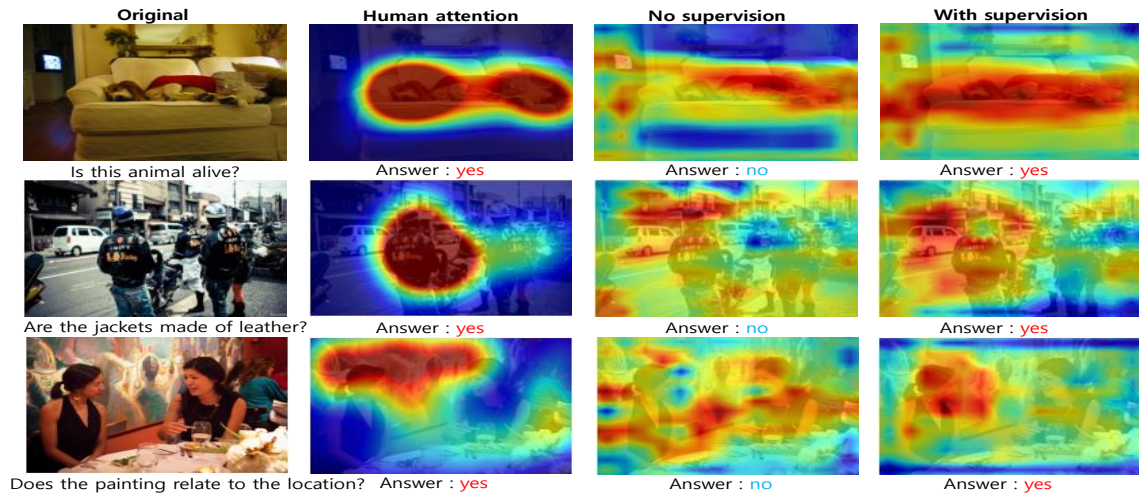 Original Human attention No supervision With supervision
Is this animal alive? Answer : yes Answer : no Answer : yes
Are the jackets made of leather? Answer : yes Answer : no Answer : yes
Does the painting relate to the location? Answer : yes Answer : no Answer : yes